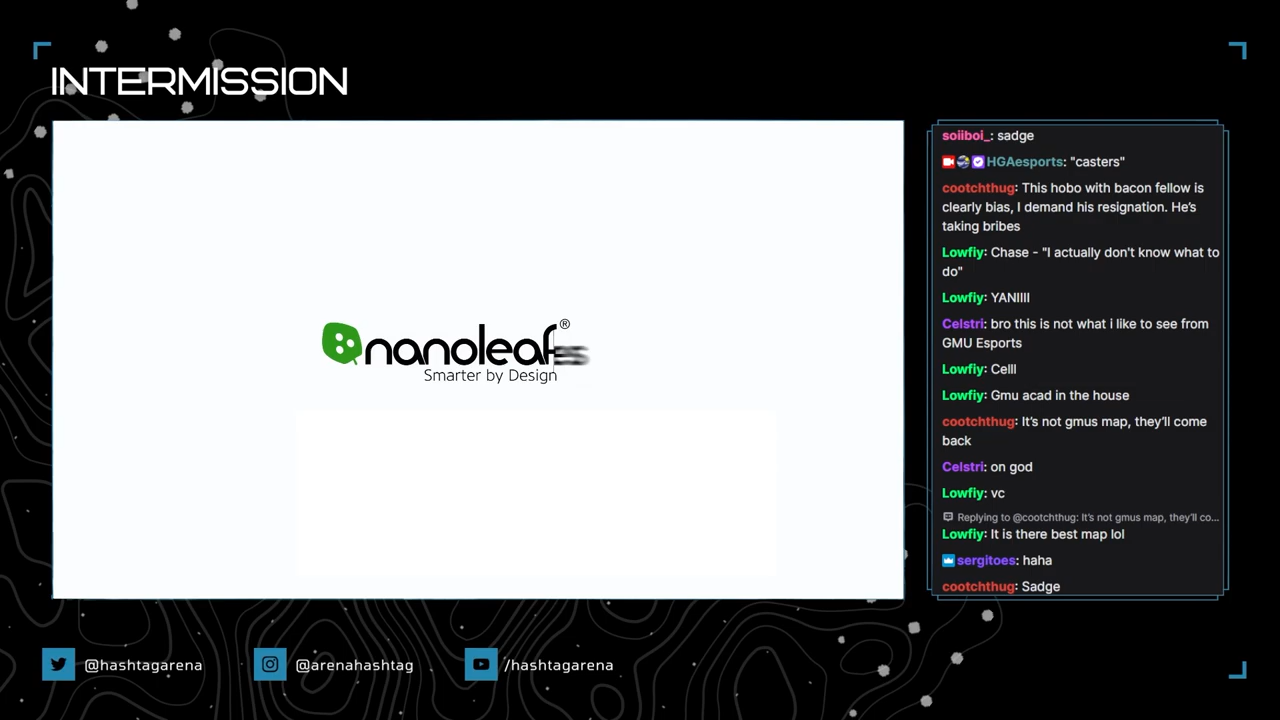 INTERMISSION
nanoleaf®
Smarter by Design
soiiboi_: sadge
HGAesports: "casters"
cootchthug: This hobo with bacon fellow is
clearly bias, I demand his resignation. He's
taking bribes
Lowfiy: Chase - "I actually don't know what to
do"
Lowfiy: YANIIII
Celstri: bro this is not what i like to see from
GMU Esports
Lowfiy: Celll
Lowfiy: Gmu acad in the house
cootchthug: It’s not gmus map, they’ll come
back
Celstri: on god
Lowfiy: vc
Replying to @cootchthug: It’s not gmus map, they’ll co...
Lowfiy: It is there best map lol
sergitoes: haha
cootchthug: Sadge
@hashtagarena
@arenahashtag
/hashtagarena